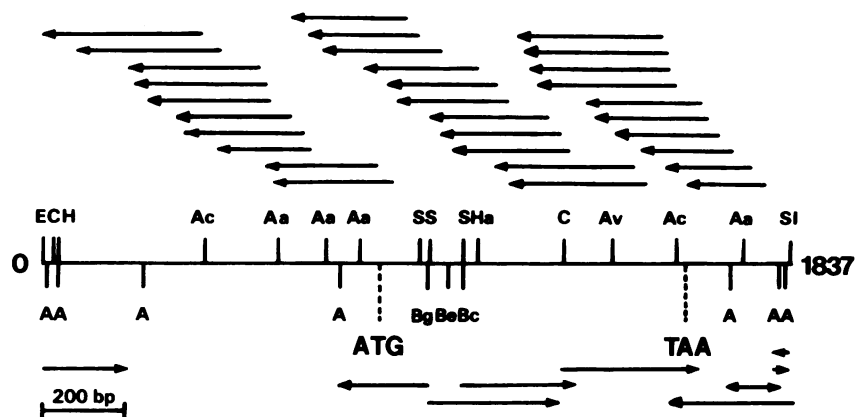 ECH Ac Aa Aa Aa SS SHa C Av Ac Aa SI
0 1837
AA A A Bg Be Bc A AA
ATG TAA
200 bp